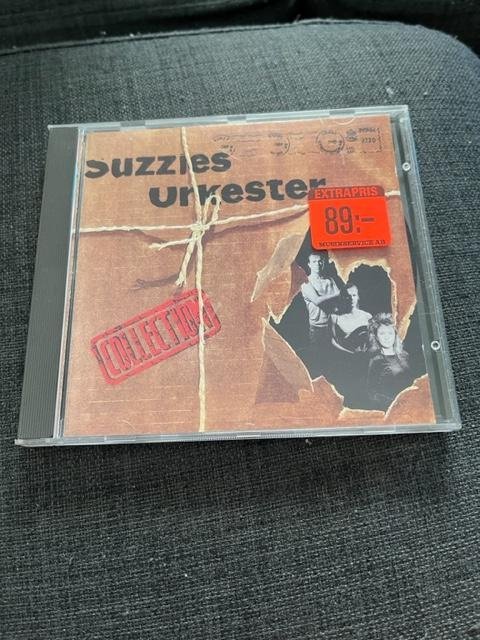 Suzzies
Orkester
EXTRAPRIS
89:-
MUSIKSERVICE AB
COLLECTION